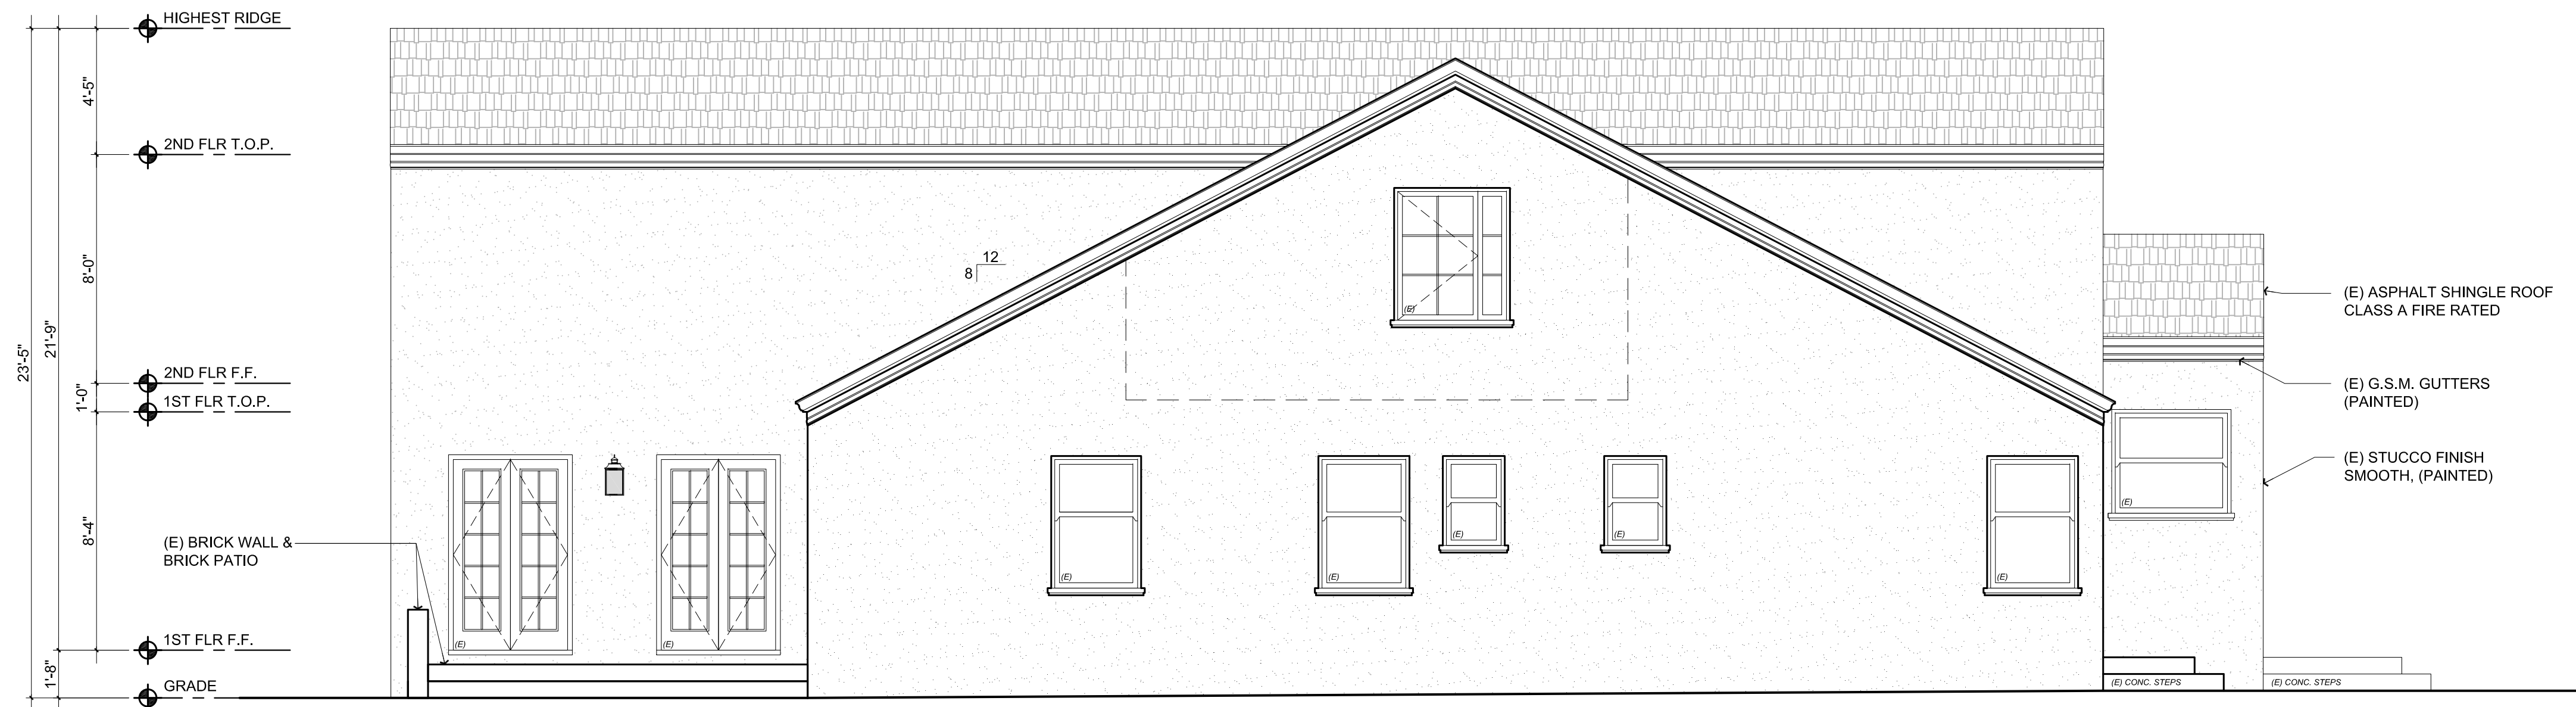 HIGHEST RIDGE
4'-5"
2ND FLR T.O.P.
8'-0"
12
8
(E)
(E) ASPHALT SHINGLE ROOF
CLASS A FIRE RATED
23'-5"
21'-9"
2ND FLR F.F.
1'-0"
1ST FLR T.O.P.
(E) G.S.M. GUTTERS
(PAINTED)
(E) STUCCO FINISH
SMOOTH, (PAINTED)
8'-4"
(E) BRICK WALL &
BRICK PATIO
(E)
(E)
(E)
(E)
(E)
(E)
(E)
(E)
1ST FLR F.F.
1'-8"
GRADE
(E) CONC. STEPS
(E) CONC. STEPS